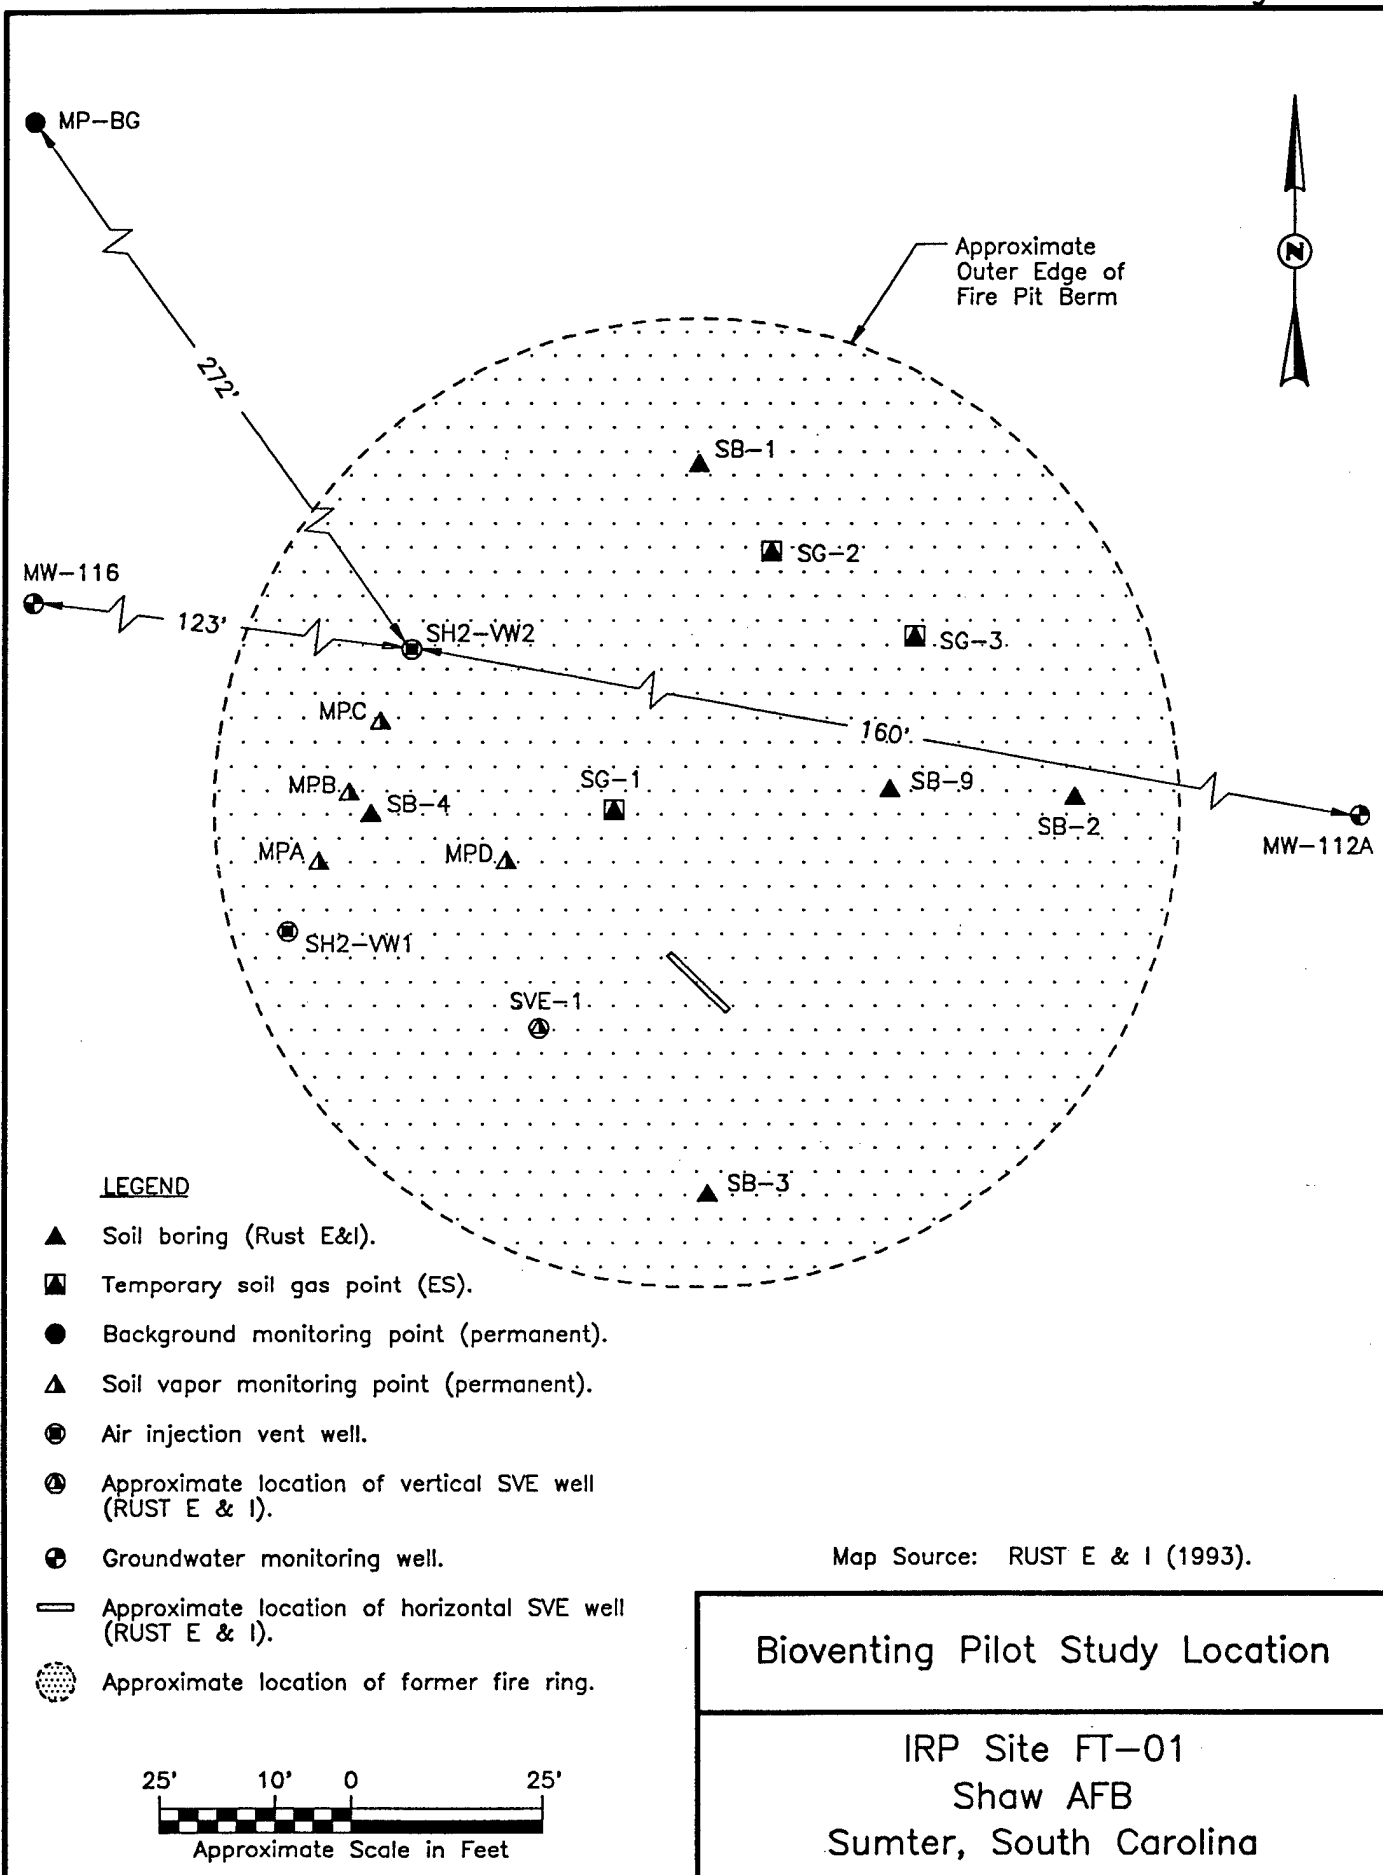 MP-BG
Approximate
Outer Edge of
Fire Pit Berm
N
272'
SB-1
SG-2
MW-116
123'
SH2-VW2
SG-3
MPC
160'
SG-1
SB-9
MPB
SB-4
SB-2
MPA
MPD
MW-112A
SH2-VW1
SVE-1
SB-3
LEGEND
Soil boring (Rust E&I).
Temporary soil gas point (ES).
Background monitoring point (permanent).
Soil vapor monitoring point (permanent).
Air injection vent well.
Approximate location of vertical SVE well
(RUST E & I).
Groundwater monitoring well.
Approximate location of horizontal SVE well
(RUST E & I).
Approximate location of former fire ring.
Map Source: RUST E & I (1993).
Bioventing Pilot Study Location
IRP Site FT-01
Shaw AFB
Sumter, South Carolina
25' 10' 0 25'
Approximate Scale in Feet